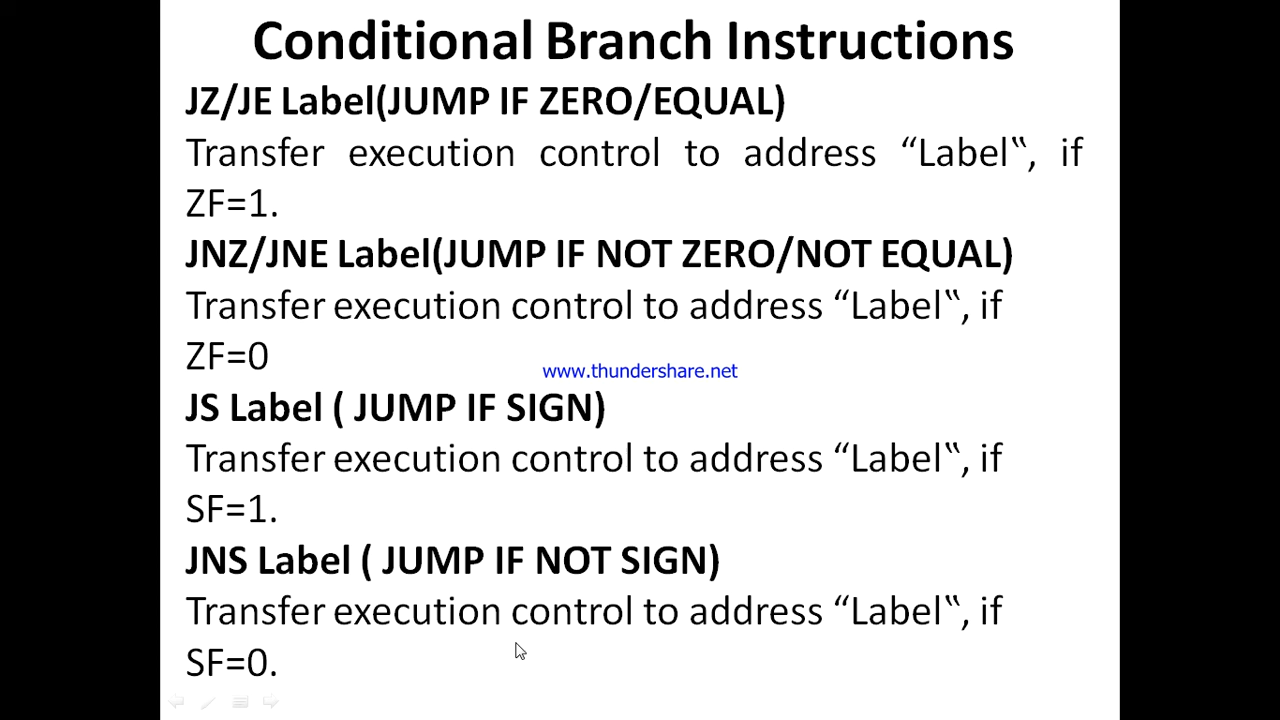 Conditional Branch Instructions
JZ/JE Label(JUMP IF ZERO/EQUAL)
Transfer execution control to address “Label‟, if
ZF=1.
JNZ/JNE Label(JUMP IF NOT ZERO/NOT EQUAL)
Transfer execution control to address “Label‟, if
ZF=0
www.thundershare.net
JS Label ( JUMP IF SIGN)
Transfer execution control to address “Label‟, if
SF=1.
JNS Label ( JUMP IF NOT SIGN)
Transfer execution control to address “Label‟, if
SF=0.